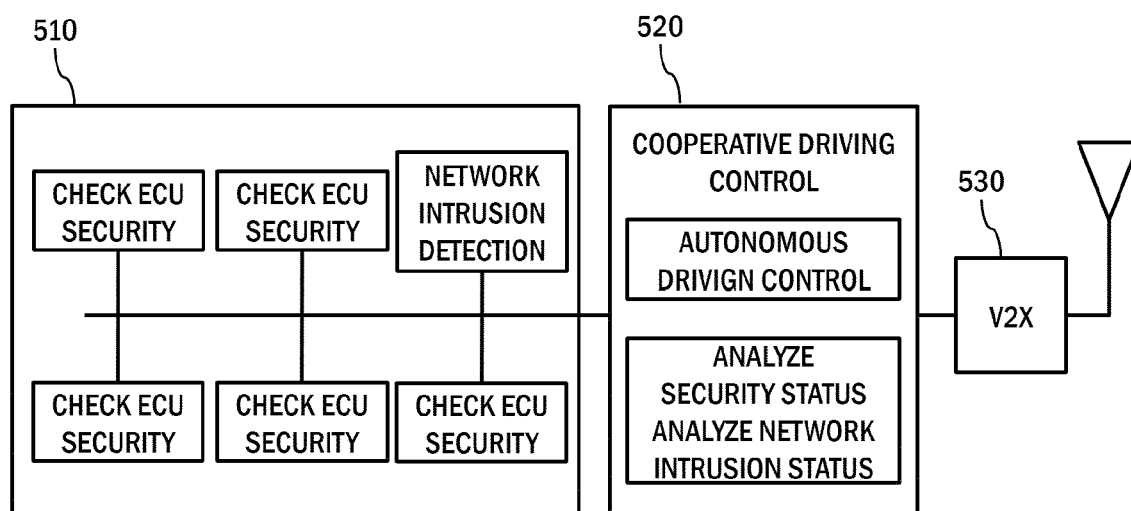 510
520
530
CHECK ECU
SECURITY
CHECK ECU
SECURITY
NETWORK
INTRUSION
DETECTION
CHECK ECU
SECURITY
CHECK ECU
SECURITY
CHECK ECU
SECURITY
COOPERATIVE DRIVING
CONTROL
AUTONOMOUS
DRIVIGN CONTROL
ANALYZE
SECURITY STATUS
ANALYZE NETWORK
INTRUSION STATUS
V2X